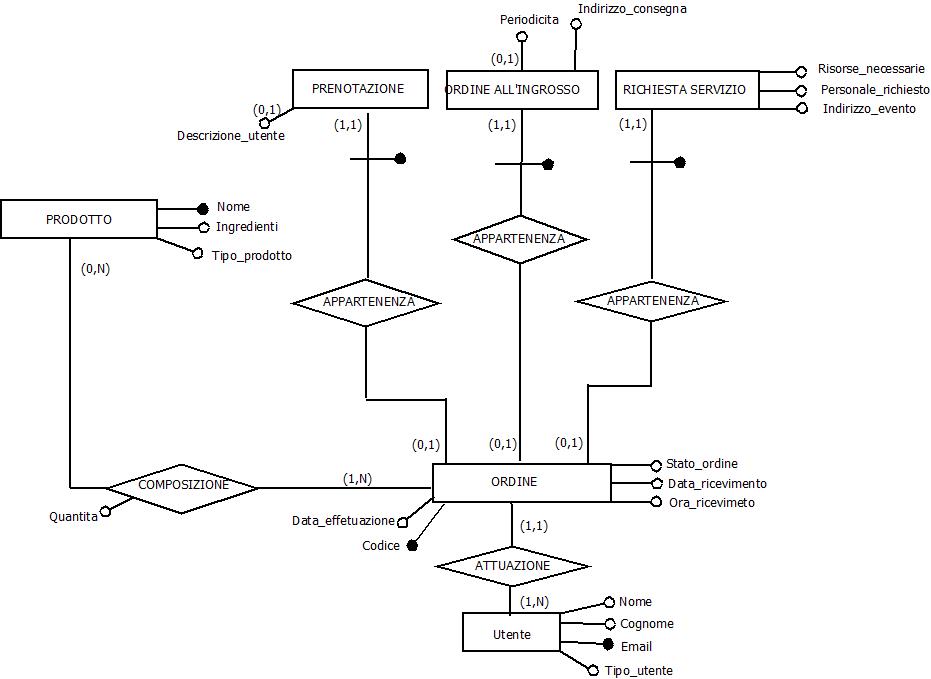 Indirizzo_consegna
Periodicita
(0,1)
PRENOTAZIONE
ORDINE ALL'INGROSSO
RICHIESTA SERVIZIO
Risorse_necessarie
Personale_richiesto
Indirizzo_evento
(0,1)
Descrizione_utente
(1,1)
(1,1)
(1,1)
PRODOTTO
Nome
Ingredienti
Tipo_prodotto
(0,N)
APPARTENENZA
APPARTENENZA
APPARTENENZA
(0,1)
(0,1)
(0,1)
COMPOSIZIONE
Quantita
(1,N)
ORDINE
Stato_ordine
Data_ricevimento
Ora_ricevimeto
Data_effetuazione
Codice
(1,1)
ATTUAZIONE
(1,N)
Utente
Nome
Cognome
Email
Tipo_utente